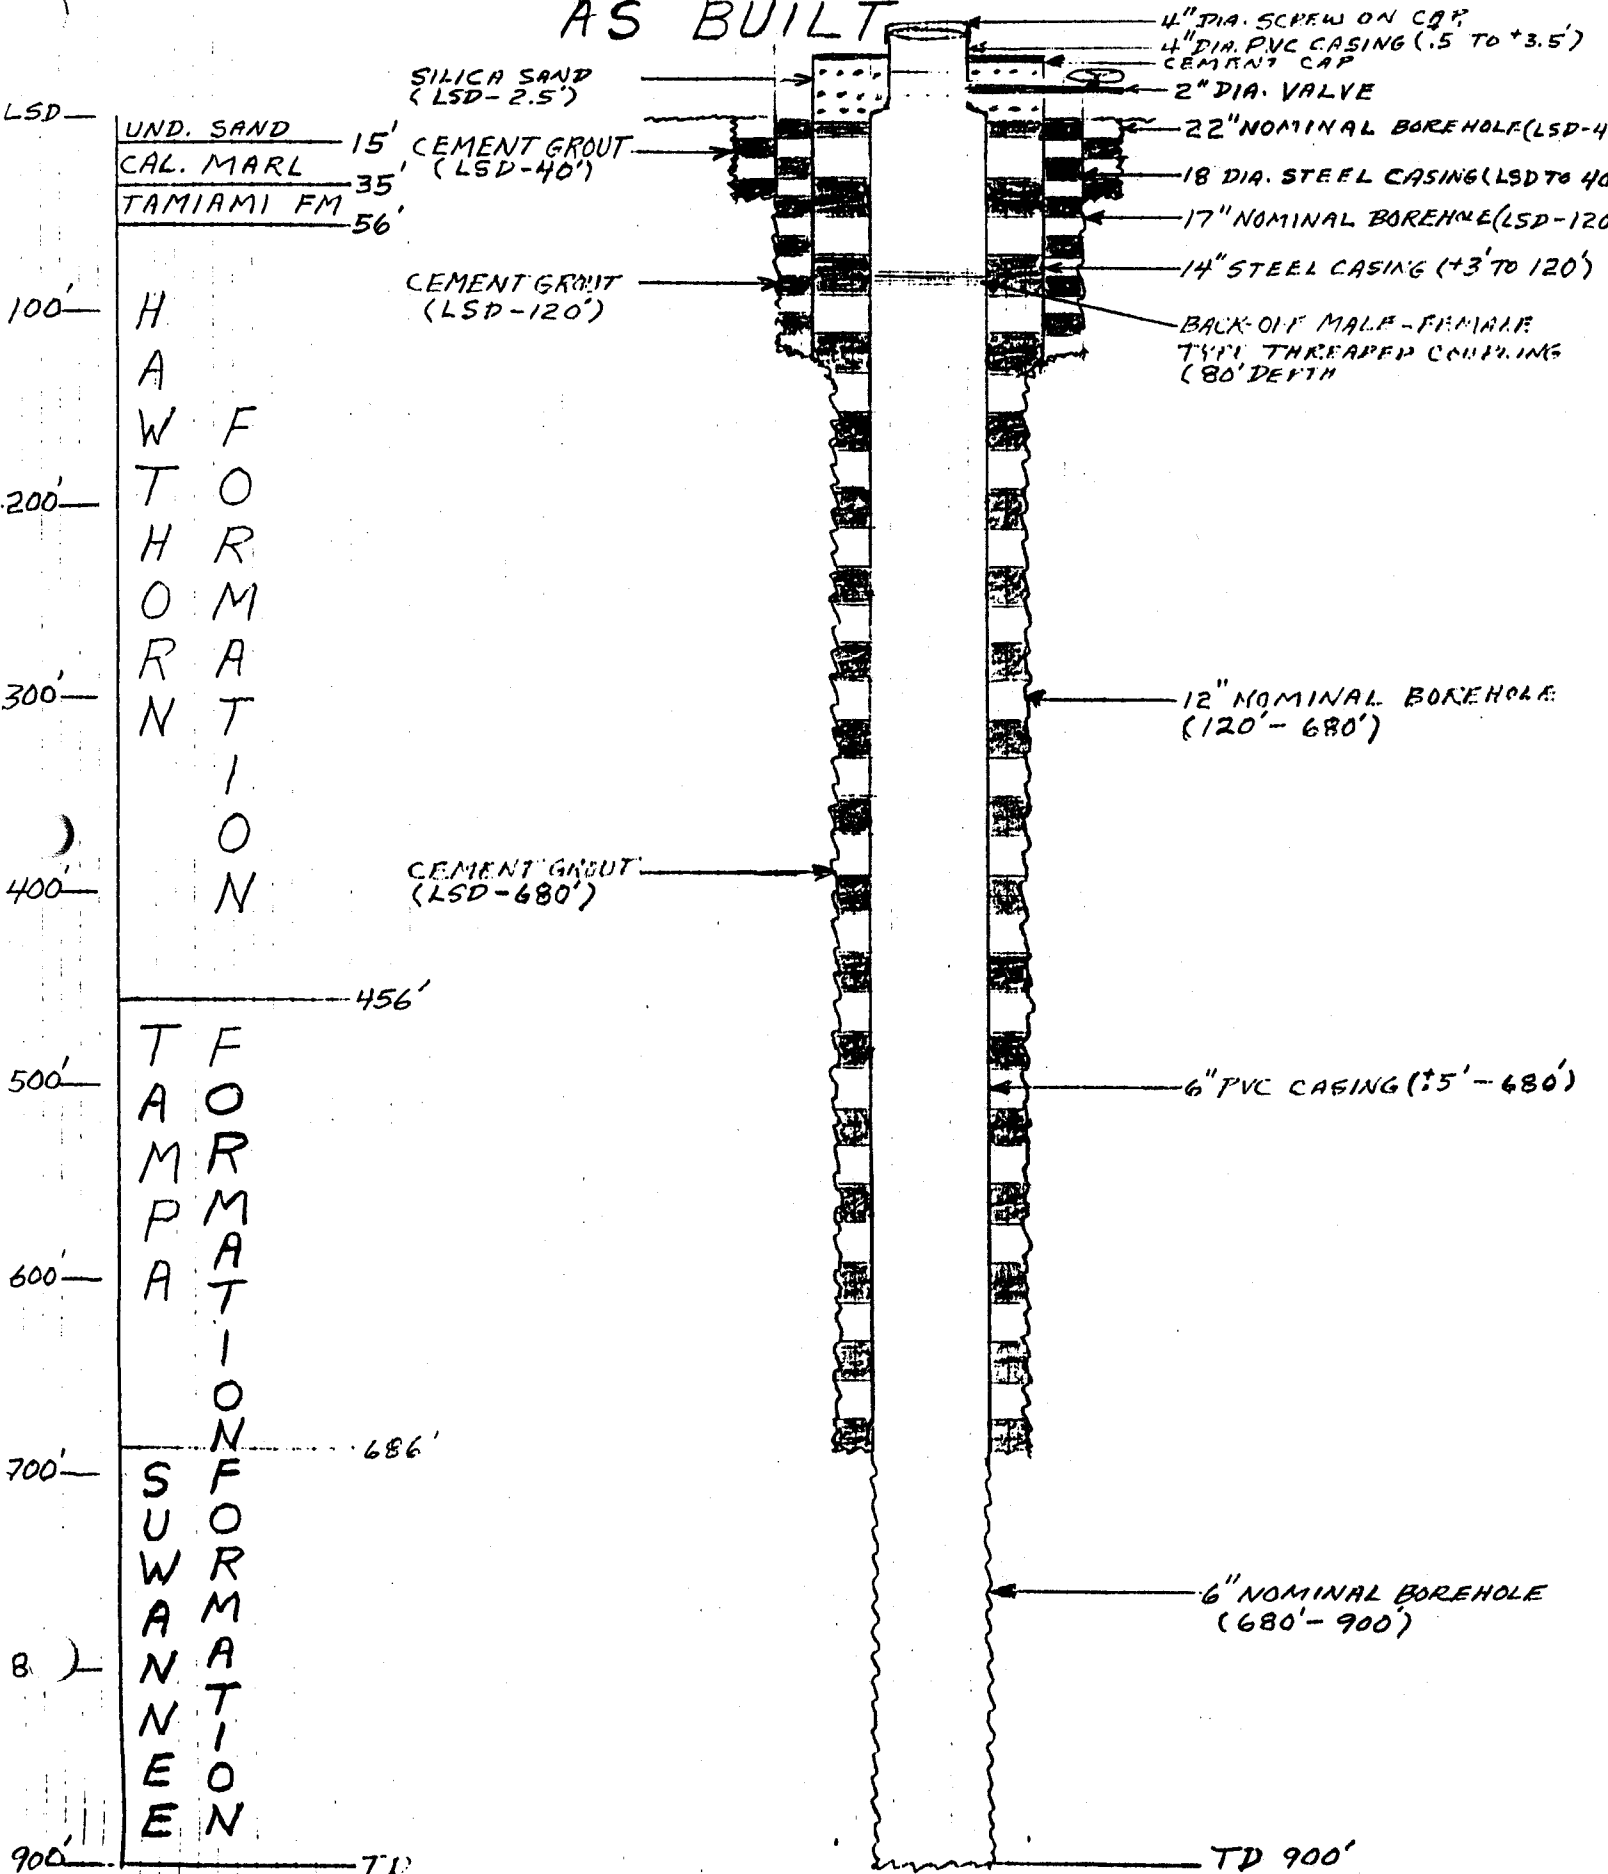 AS BUILT
4" DIA. SCREW ON CAP
4" DIA. PVC CASING (.5 TO +3.5')
CEMENT CAP
2" DIA. VALVE
SILICA SAND
(LSD-2.5')
LSD
UND. SAND
15'
CEMENT GROUT
(LSD-40')
22" NOMINAL BOREHOLE (LSD-4
CAL. MARL
35'
18 DIA. STEEL CASING (LSD TO 40
TAMIAMI FM
56'
17" NOMINAL BOREHOLE (LSD-120
14" STEEL CASING (+3' TO 120')
CEMENT GROUT
(LSD-120')
BACK-OFF MALE-FEMALE
TYPE THREADED COUPLING
(80' DEPTH
100'
HAWTHORN
FORMATION
200'
300'
12" NOMINAL BOREHOLE
(120'-680')
CEMENT GROUT
(LSD-680')
400'
456'
TAMPA
FORMATION
500'
6" PVC CASING (+.5'-680')
600'
686'
700'
SUWANNEE
FORMATION
6" NOMINAL BOREHOLE
(680'-900')
8
900'
TD
TD 900'